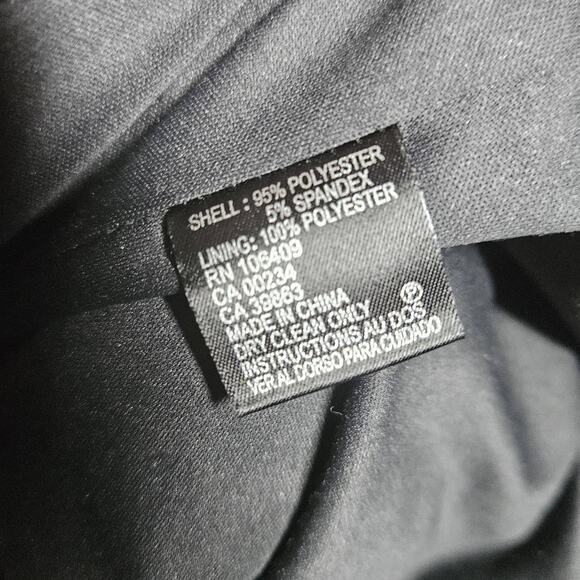 SHELL : 95% POLYESTER
5% SPANDEX
LINING: 100% POLYESTER
RN 106409
CA 00234
CA 39863
MADE IN CHINA
DRY CLEAN ONLY Ⓟ
INSTRUCTIONS AU DOS
VER AL DORSO PARA CUIDADO